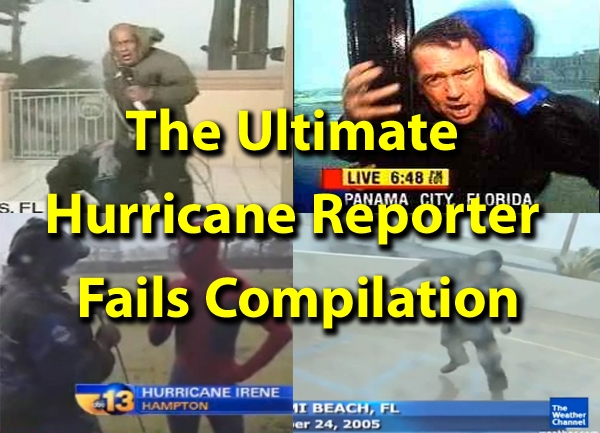 The Ultimate
LIVE 6:48
PANAMA CITY, FLORIDA
S. FL
Hurricane Reporter
Fails Compilation
abc 13
HURRICANE IRENE
HAMPTON
MI BEACH, FL
er 24, 2005
The
Weather
Channel